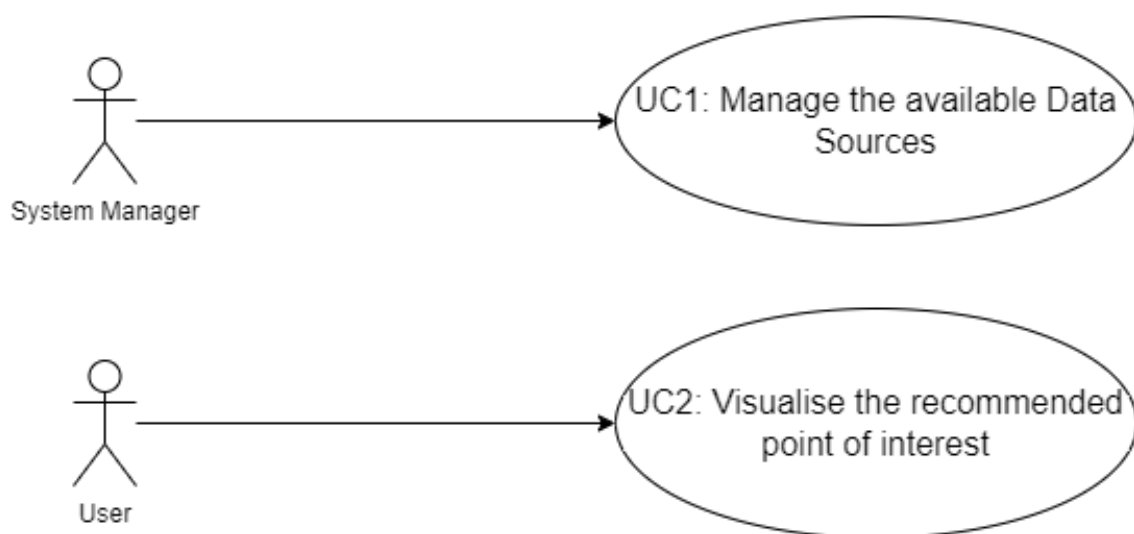 UC1: Manage the available Data
Sources
System Manager
UC2: Visualise the recommended
point of interest
User